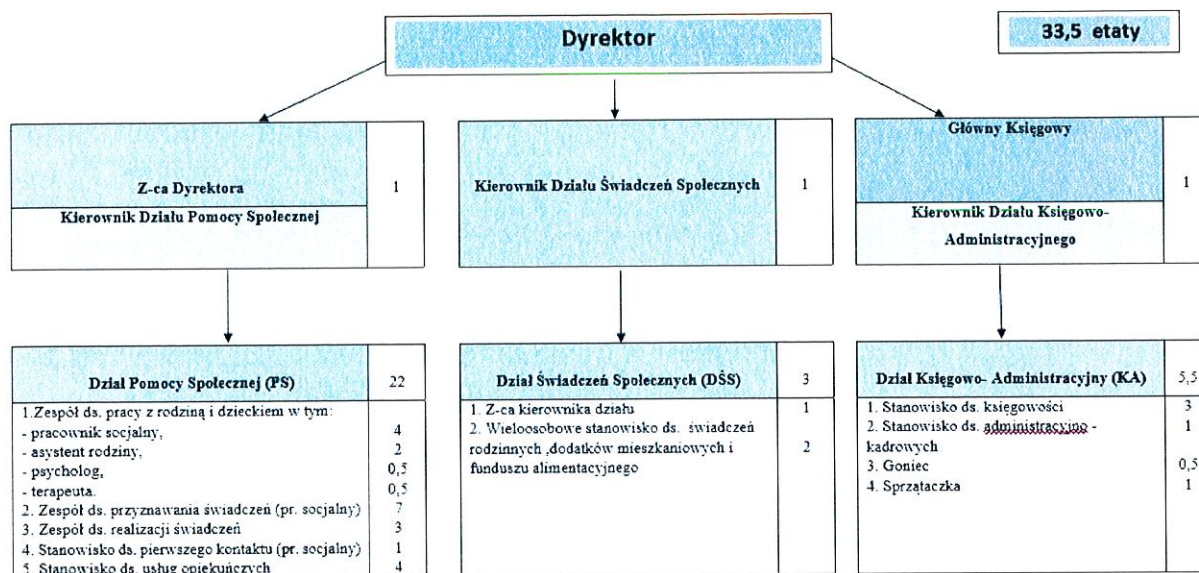 Dyrektor
33,5 etaty
Z-ca Dyrektora
1
Kierownik Działu Pomocy Społecznej
Kierownik Działu Świadczeń Społecznych
1
Główny Księgowy
1
Kierownik Działu Księgowo-
Administracyjnego
Dział Pomocy Społecznej (PS)
22
1.Zespół ds. pracy z rodziną i dzieckiem w tym:
- pracownik socjalny,
4
- asystent rodziny,
2
- psycholog,
0,5
- terapeuta.
0,5
2. Zespół ds. przyznawania świadczeń (pr. socjalny)
7
3. Zespół ds. realizacji świadczeń
3
4. Stanowisko ds. pierwszego kontaktu (pr. socjalny)
1
5. Stanowisko ds. usług opiekuńczych
4
Dział Świadczeń Społecznych (DŚS)
3
1. Z-ca kierownika działu
1
2. Wieloosobowe stanowisko ds. świadczeń
rodzinnych ,dodatków mieszkaniowych i
2
funduszu alimentacyjnego
Dział Księgowo- Administracyjny (KA)
5,5
1. Stanowisko ds. księgowości
3
2. Stanowisko ds. administracyjno -
1
kadrowych
3. Goniec
0,5
4. Sprzątaczka
1